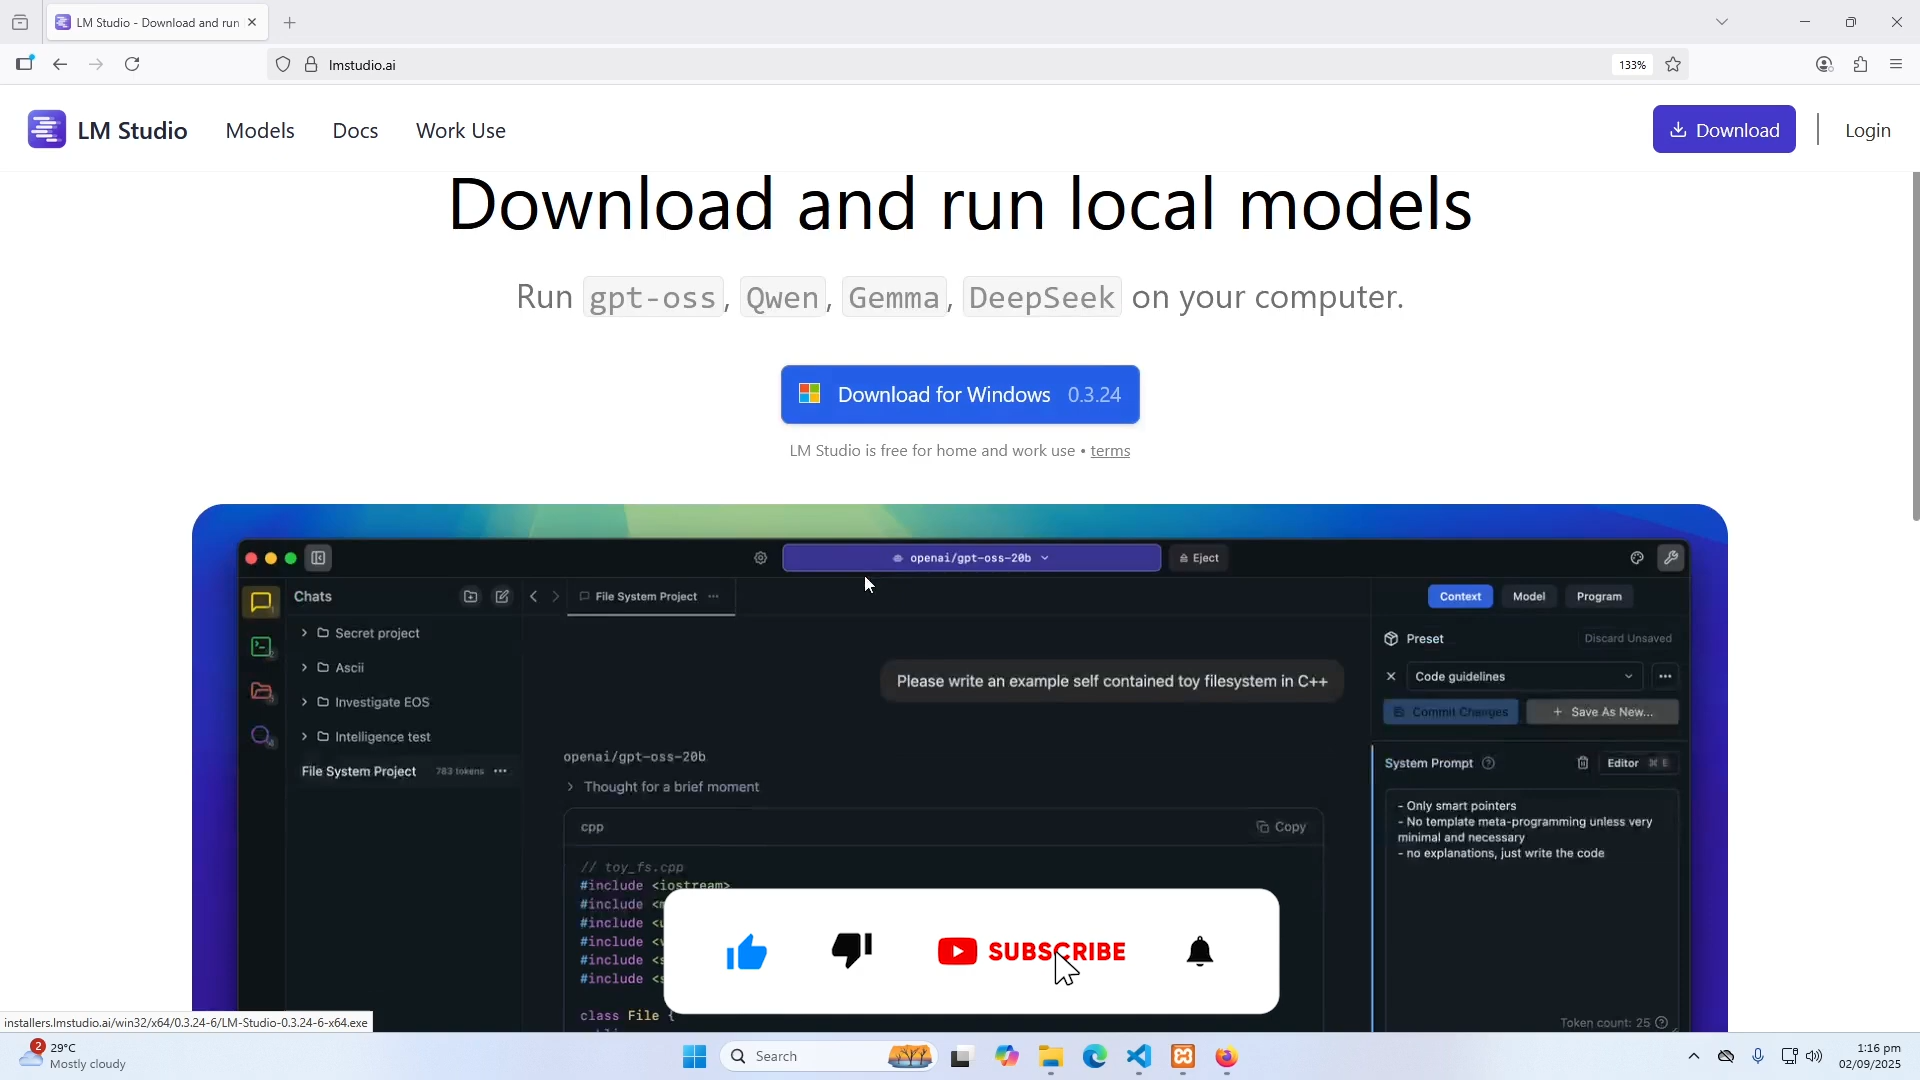 LM Studio - Download and run
lmstudio.ai
133%
LM Studio
Models
Docs
Work Use
Download
Login
Download and run local models
Run gpt-oss, Qwen, Gemma, DeepSeek on your computer.
Download for Windows 0.3.24
LM Studio is free for home and work use • terms
openai/gpt-oss-20b
Eject
Chats
File System Project
Context
Model
Program
Secret project
Preset
Discard Unsaved
Ascii
Code guidelines
Please write an example self contained toy filesystem in C++
Investigate EOS
Commit Changes
+ Save As New...
Intelligence test
openai/gpt-oss-20b
File System Project
783 tokens
System Prompt
Editor ⌘ E
Thought for a brief moment
- Only smart pointers
- No template meta-programming unless very
minimal and necessary
- no explanations, just write the code
cpp
Copy
// toy_fs.cpp
#include <iostream>
#include <m
#include <u
#include <v
#include <s
#include <s
class File {
SUBSCRIBE
Token count: 25
installers.lmstudio.ai/win32/x64/0.3.24-6/LM-Studio-0.3.24-6-x64.exe
2
29°C
Mostly cloudy
Search
1:16 pm
02/09/2025